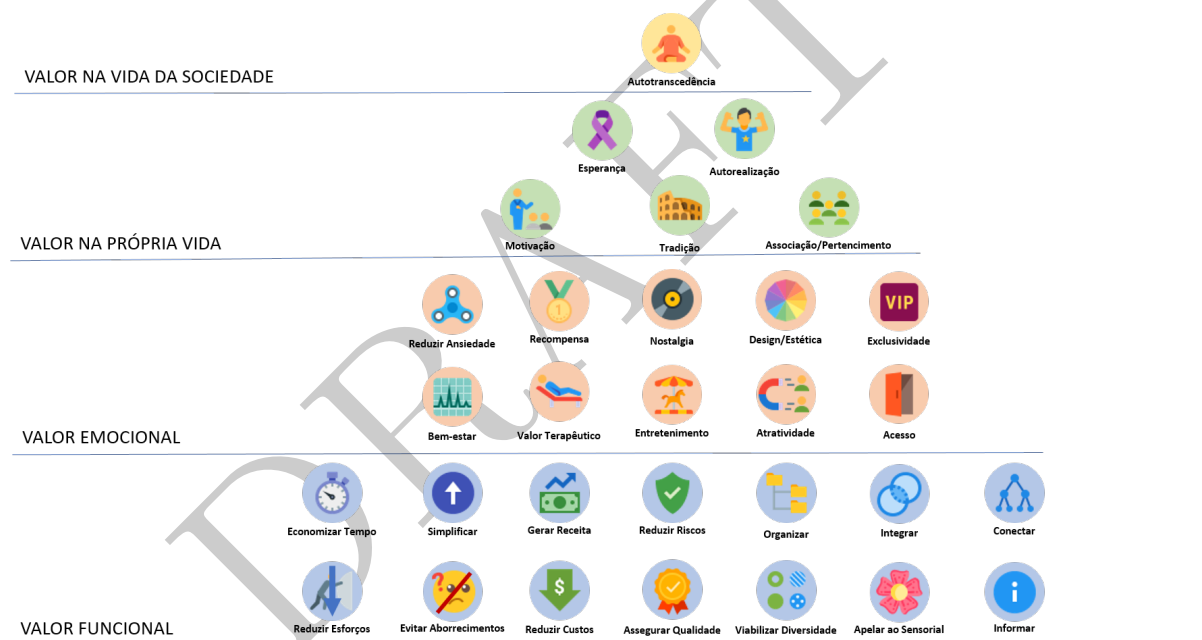 DRAFT
VALOR NA VIDA DA SOCIEDADE
Autotranscedência
Esperança
Autorealização
VALOR NA PRÓPRIA VIDA
Motivação
Tradição
Associação/Pertencimento
Reduzir Ansiedade
Recompensa
1
Nostalgia
Design/Estética
VIP
Exclusividade
VALOR EMOCIONAL
Bem-estar
Valor Terapêutico
Entretenimento
Atratividade
Acesso
Economizar Tempo
Simplificar
Gerar Receita
Reduzir Riscos
Organizar
Integrar
Conectar
VALOR FUNCIONAL
Reduzir Esforços
?
Evitar Aborrecimentos
$
Reduzir Custos
Assegurar Qualidade
Viabilizar Diversidade
Apelar ao Sensorial
i
Informar